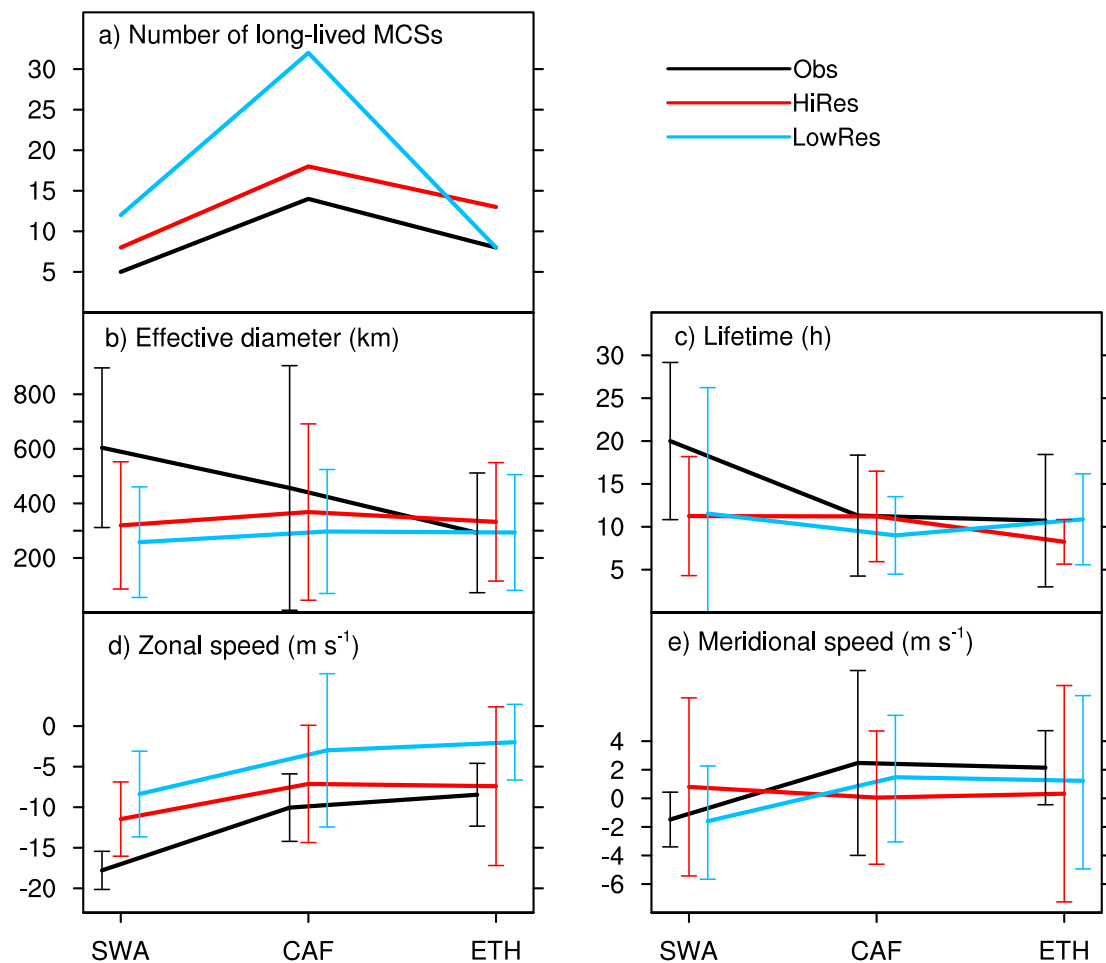 a) Number of long-lived MCSs
30
25
20
15
10
5
Obs
HiRes
LowRes
b) Effective diameter (km)
800
600
400
200
c) Lifetime (h)
30
25
20
15
10
5
d) Zonal speed (m s⁻¹)
0
-5
-10
-15
-20
e) Meridional speed (m s⁻¹)
4
2
0
-2
-4
-6
SWA CAF ETH
SWA CAF ETH